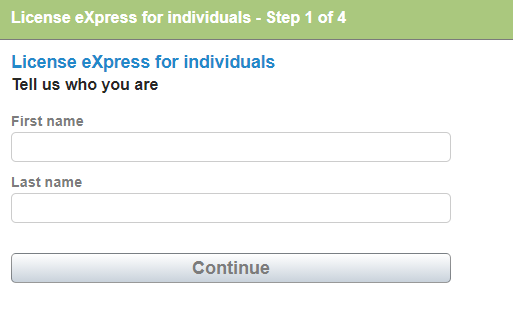 License eXpress for individuals - Step 1 of 4
License eXpress for individuals
Tell us who you are
First name
Last name
Continue